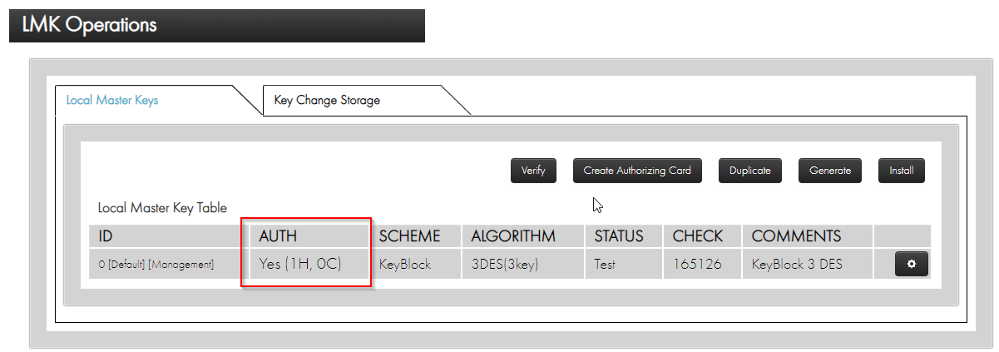 LMK Operations
Local Master Keys Key Change Storage
Verify Create Authorizing Card Duplicate Generate Install
Local Master Key Table
ID AUTH SCHEME ALGORITHM STATUS CHECK COMMENTS
0 [Default] [Management] Yes (1H, 0C) KeyBlock 3DES(3key) Test 165126 KeyBlock 3 DES